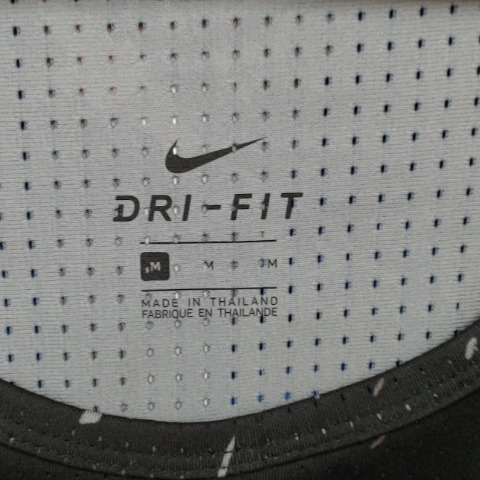 DRI-FIT
M M M
MADE IN THAILAND
FABRIQUE EN THAILANDE